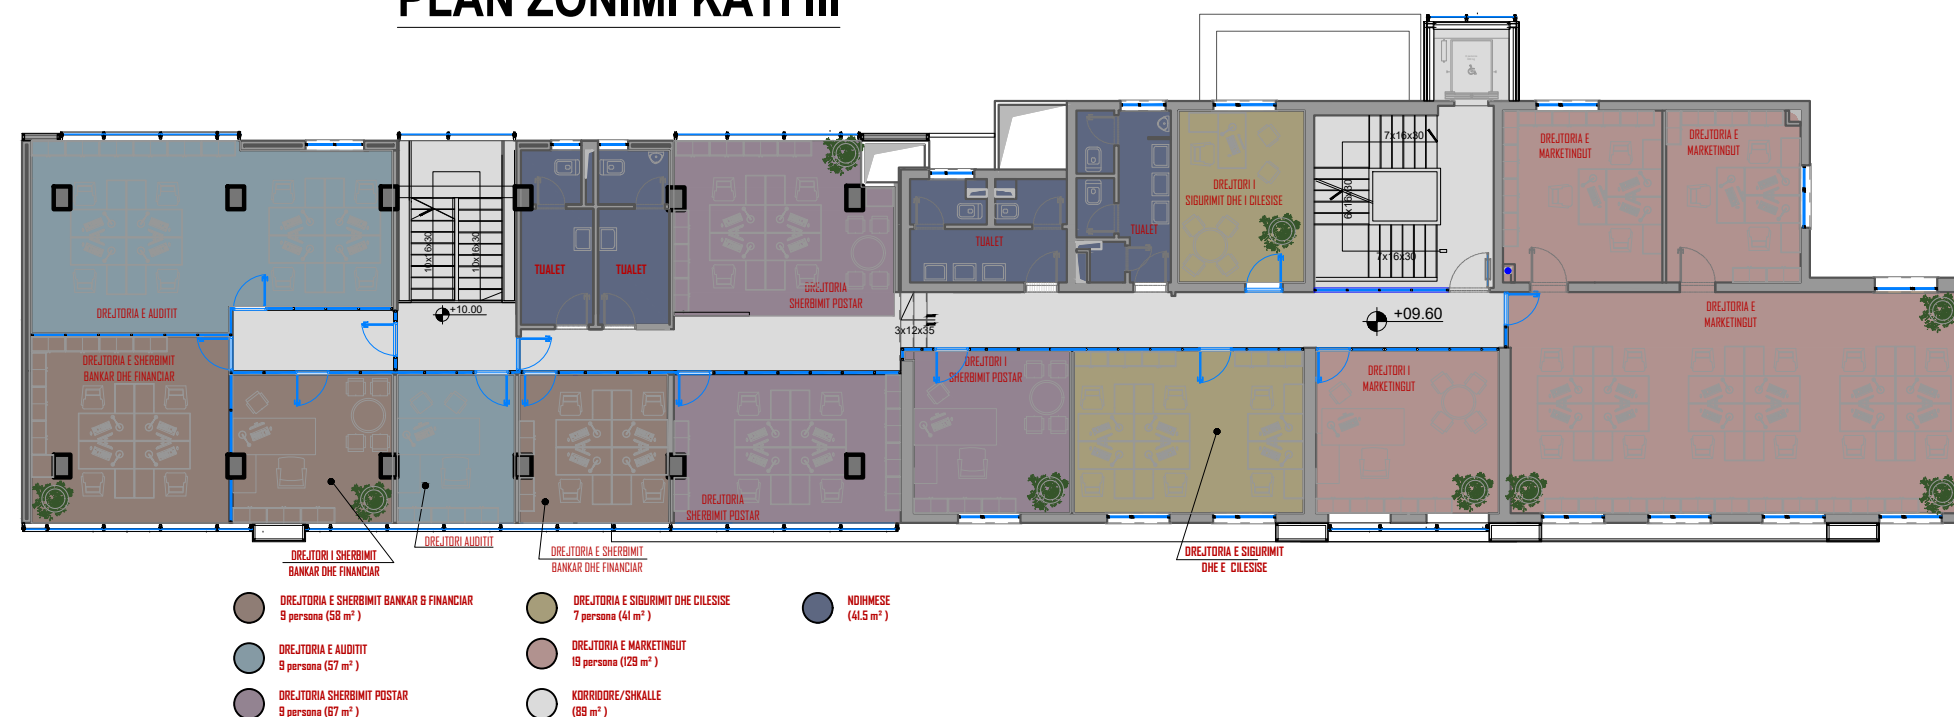 PLAN ZONIMI KATI III
7x16x30
6x16x30
7x16x30
DREJTORIA E
MARKETINGUT
DREJTORIA E
MARKETINGUT
DREJTORI I
SIGURIMIT DHE I CILESISE
TUALET
TUALET
TUALET
TUALET
10x16x30
10x16x30
DREJTORIA
SHERBIMIT POSTAR
DREJTORIA E AUDITIT
+10.00
3x12x35
+09.60
DREJTORIA E
MARKETINGUT
DREJTORIA E SHERBIMIT
BANKAR DHE FINANCIAR
DREJTORI I
SHERBIMIT POSTAR
DREJTORI I
MARKETINGUT
DREJTORIA
SHERBIMIT POSTAR
DREJTORI I SHERBIMIT
BANKAR DHE FINANCIAR
DREJTORI AUDITIT
DREJTORIA E SHERBIMIT
BANKAR DHE FINANCIAR
DREJTORIA E SIGURIMIT
DHE E CILESISE
DREJTORIA E SHERBIMIT BANKAR & FINANCIAR
9 persona (58 m² )
DREJTORIA E AUDITIT
9 persona (57 m² )
DREJTORIA SHERBIMIT POSTAR
9 persona (67 m² )
DREJTORIA E SIGURIMIT DHE CILESISE
7 persona (41 m² )
DREJTORIA E MARKETINGUT
19 persona (129 m² )
KORRIDORE/SHKALLE
(89 m² )
NDIHMESE
(41.5 m² )